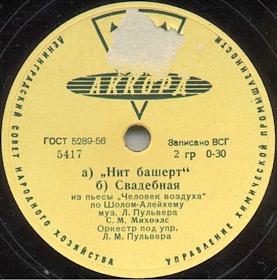 ЛЕНИНГРАДСКИЙ СОВЕТ НАРОДНОГО ХОЗЯЙСТВА
УПРАВЛЕНИЕ ХИМИЧЕСКОЙ ПРОМЫШЛЕННОСТИ
АККОРД
ГОСТ 5289-56
Записано ВСГ
5417
2 гр 0-30
а) „Нит башерт“
б) Свадебная
из пьесы „Человек воздуха“
по Шолом-Алейхему
муз. Л. Пульвера
С. М. Михоэлс
Оркестр под упр.
Л. М. Пульвера